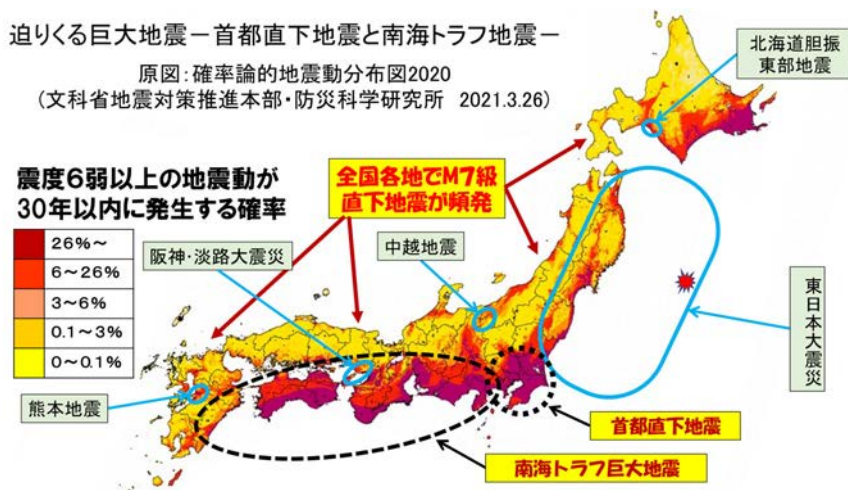 迫りくる巨大地震－首都直下地震と南海トラフ地震－
原図：確率論的地震動分布図2020
(文科省地震対策推進本部・防災科学研究所　2021.3.26)
北海道胆振
東部地震
震度６弱以上の地震動が
30年以内に発生する確率
26%～
6～26%
3～6%
0.1～3%
0～0.1%
全国各地でM7級
直下地震が頻発
阪神・淡路大震災
中越地震
東日本大震災
熊本地震
首都直下地震
南海トラフ巨大地震